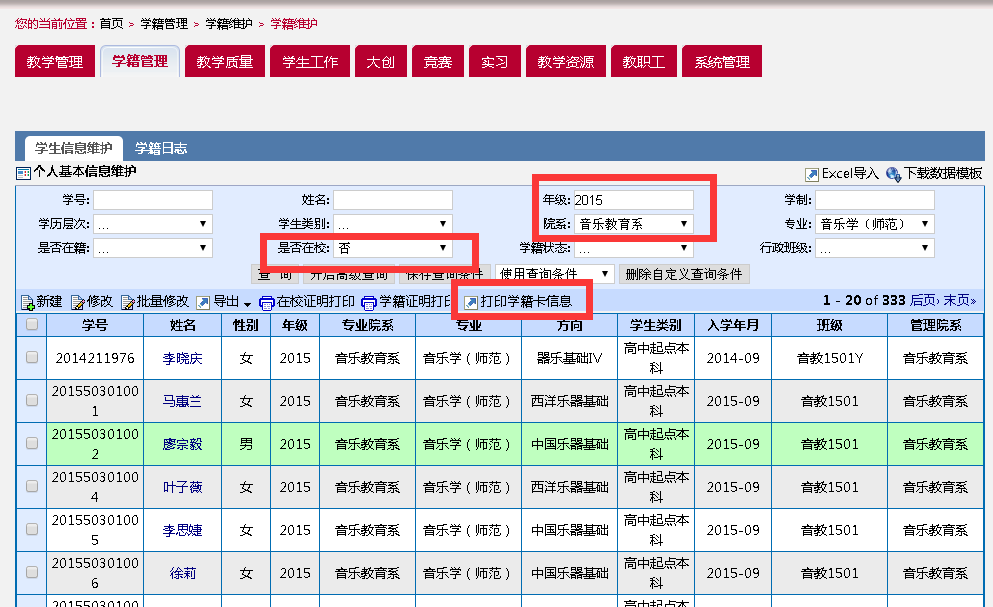 您的当前位置：首页 > 学籍管理 > 学籍维护 > 学籍维护
教学管理 学籍管理 教学质量 学生工作 大创 竞赛 实习 教学资源 教职工 系统管理
学生信息维护 学籍日志
个人基本信息维护 Excel导入 下载数据模板
学号: 姓名: 年级: 2015 学制:
学历层次: ... 学生类别: ... 院系: 音乐教育系 专业: 音乐学（师范）
是否在籍: ... 是否在校: 否 学籍状态: ... 行政班级: ...
查 询 开启高级查询 保存查询条件 使用查询条件 删除自定义查询条件
新建 修改 批量修改 导出 在校证明打印 学籍证明打印 打印学籍卡信息 1 - 20 of 333 后页› 末页»
学号 姓名 性别 年级 专业院系 专业 方向 学生类别 入学年月 班级 管理院系
2014211976 李晓庆 女 2015 音乐教育系 音乐学（师范） 器乐基础IV 高中起点本科 2014-09 音教1501Y 音乐教育系
201550301001 马惠兰 女 2015 音乐教育系 音乐学（师范） 西洋乐器基础 高中起点本科 2015-09 音教1501 音乐教育系
201550301002 廖宗毅 男 2015 音乐教育系 音乐学（师范） 中国乐器基础 高中起点本科 2015-09 音教1501 音乐教育系
201550301004 叶子薇 女 2015 音乐教育系 音乐学（师范） 西洋乐器基础 高中起点本科 2015-09 音教1501 音乐教育系
201550301005 李思婕 女 2015 音乐教育系 音乐学（师范） 中国乐器基础 高中起点本科 2015-09 音教1501 音乐教育系
201550301006 徐莉 女 2015 音乐教育系 音乐学（师范） 中国乐器基础 高中起点本科 2015-09 音教1501 音乐教育系
20155030100 高中起点本